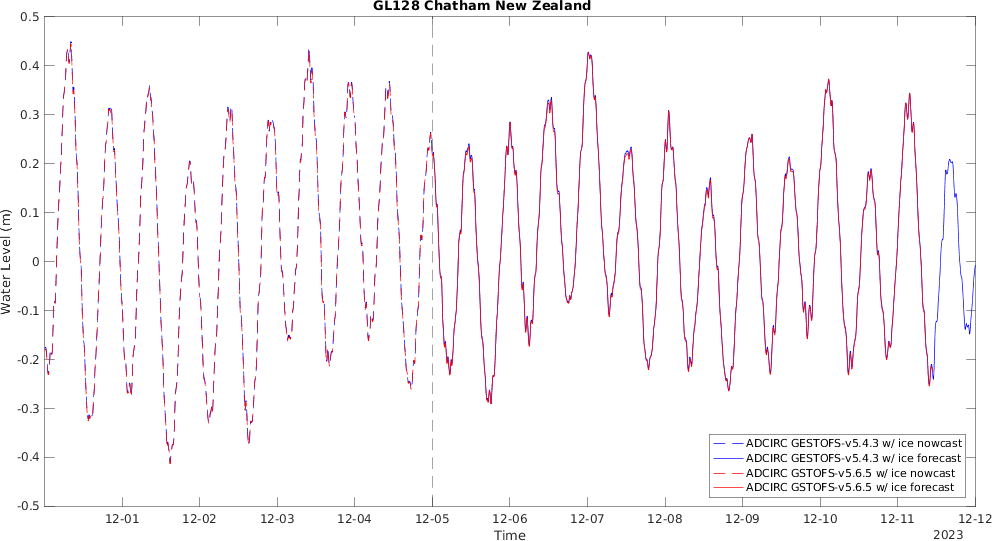 GL128 Chatham New Zealand
0.5
0.4
0.3
0.2
0.1
0
-0.1
-0.2
-0.3
-0.4
-0.5
Water Level (m)
ADCIRC GESTOFS-v5.4.3 w/ ice nowcast
ADCIRC GESTOFS-v5.4.3 w/ ice forecast
ADCIRC GSTOFS-v5.6.5 w/ ice nowcast
ADCIRC GSTOFS-v5.6.5 w/ ice forecast
12-01 12-02 12-03 12-04 12-05 12-06 12-07 12-08 12-09 12-10 12-11 12-12
Time
2023